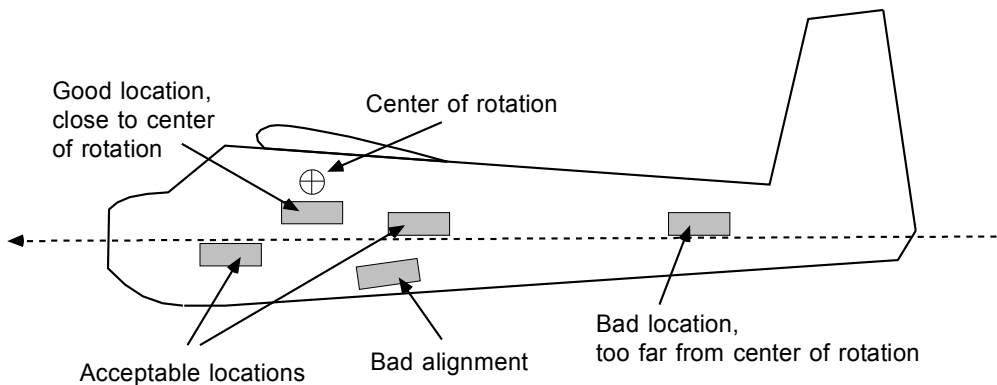 Good location,
close to center
of rotation
Center of rotation
Acceptable locations
Bad alignment
Bad location,
too far from center of rotation